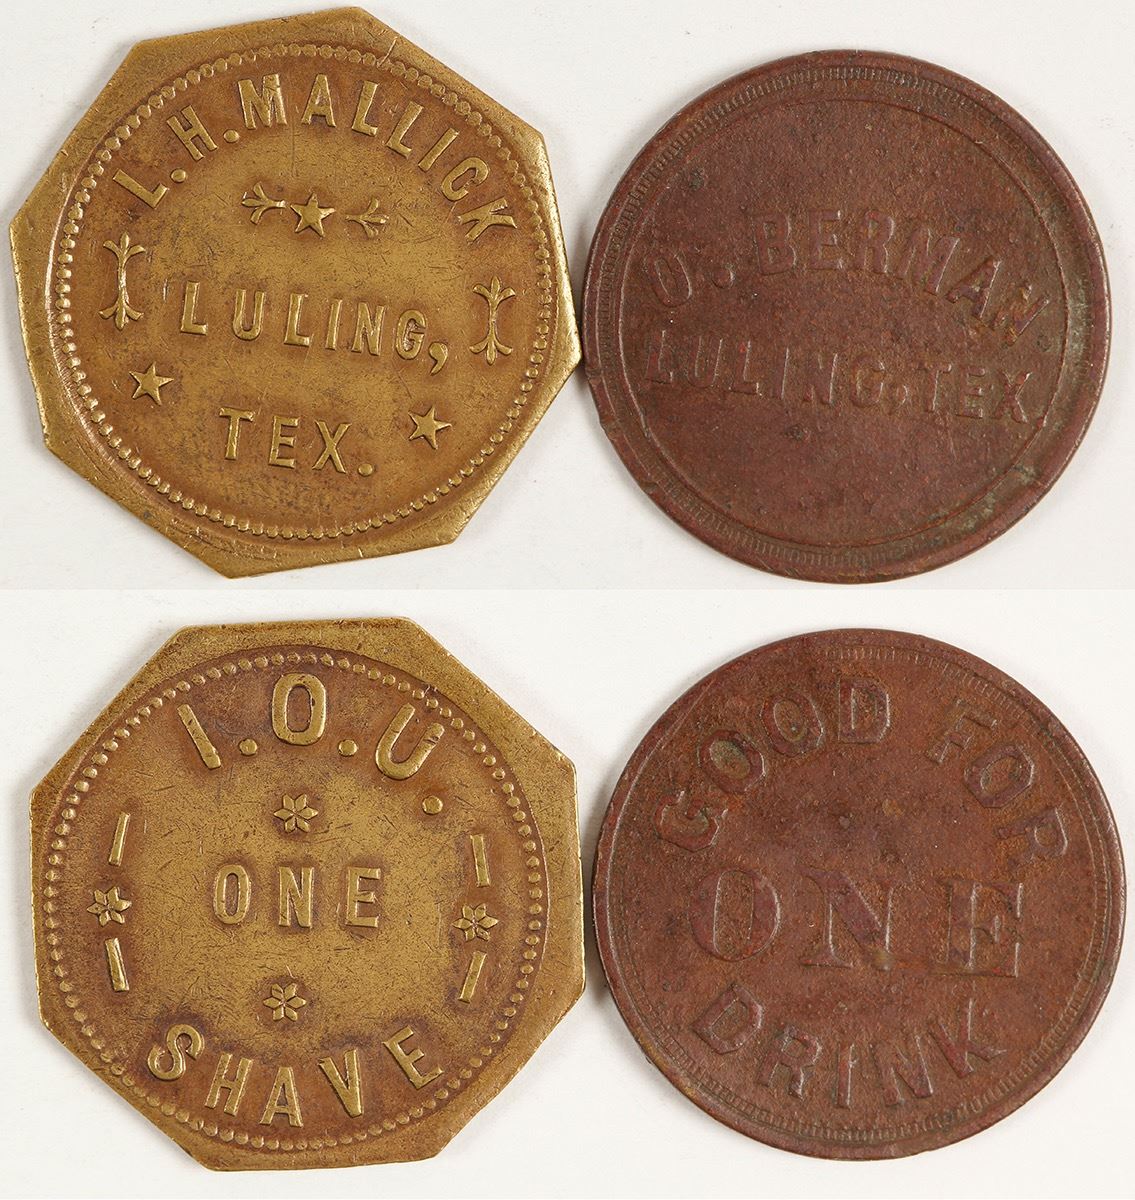 L. H. MALLICK
LULING,
TEX.
O. BERMAN.
LULING, TEX
I. O. U.
ONE
SHAVE
GOOD FOR
ONE
DRINK